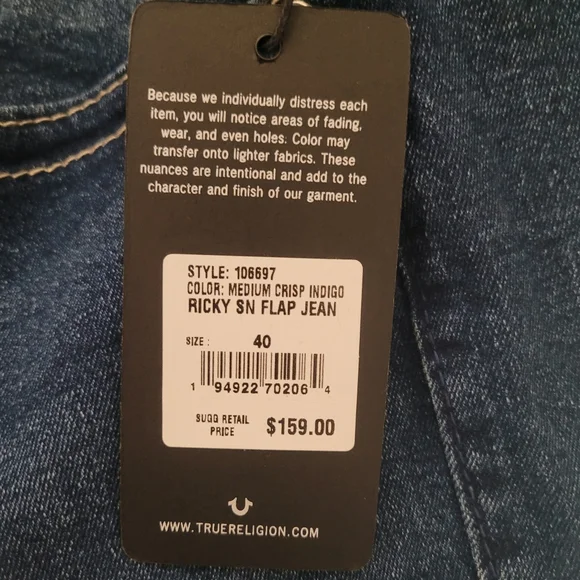 Because we individually distress each
item, you will notice areas of fading,
wear, and even holes. Color may
transfer onto lighter fabrics. These
nuances are intentional and add to the
character and finish of our garment.
STYLE: 106697
COLOR: MEDIUM CRISP INDIGO
RICKY SN FLAP JEAN
SIZE: 40
1 94922 70206 4
SUGG RETAIL
PRICE $159.00
WWW.TRUERELIGION.COM